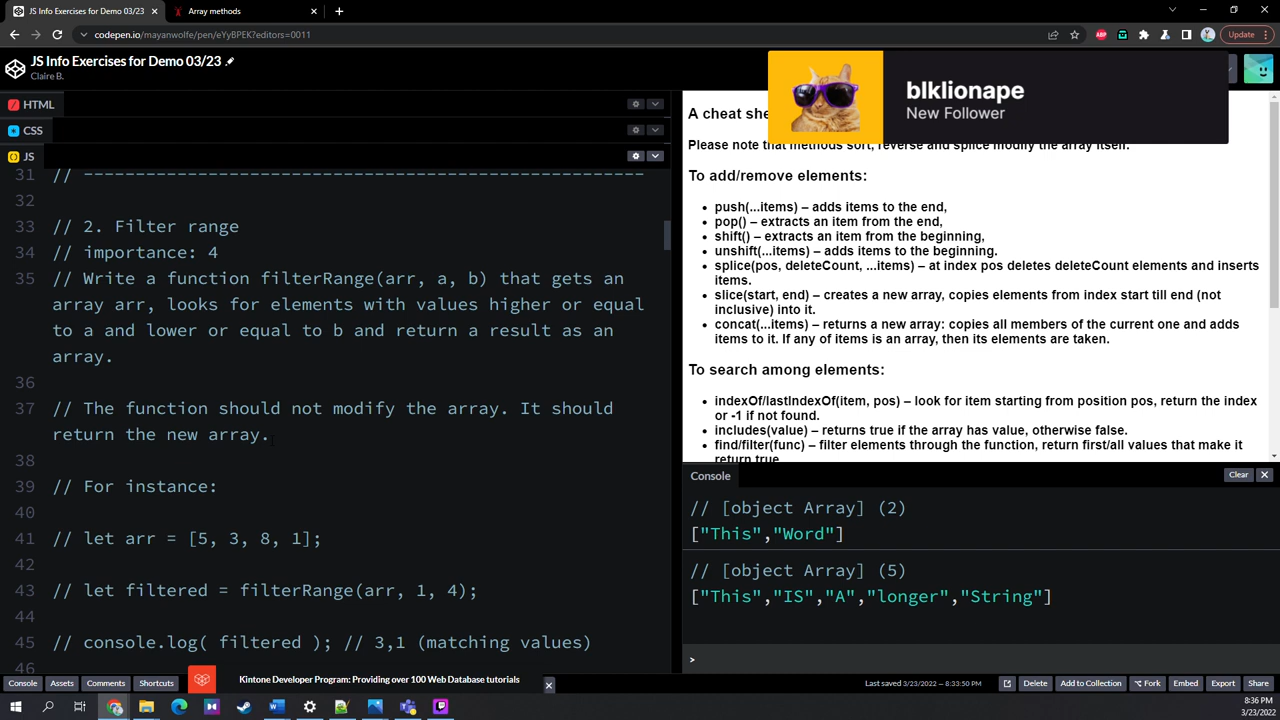 JS Info Exercises for Demo 03/23
Array methods
codepen.io/mayanwolfe/pen/eYyBPEK?editors=0011
ABP
Update
JS Info Exercises for Demo 03/23
Claire B.
blklionape
New Follower
HTML
CSS
JS
31 // ------------------------------------------------------
32
33 // 2. Filter range
34 // importance: 4
35 // Write a function filterRange(arr, a, b) that gets an
array arr, looks for elements with values higher or equal
to a and lower or equal to b and return a result as an
array.
36
37 // The function should not modify the array. It should
return the new array.
38
39 // For instance:
40
41 // let arr = [5, 3, 8, 1];
42
43 // let filtered = filterRange(arr, 1, 4);
44
45 // console.log( filtered ); // 3,1 (matching values)
46
A cheat she
Please note that methods sort, reverse and splice modify the array itself.
To add/remove elements:
• push(...items) – adds items to the end,
• pop() – extracts an item from the end,
• shift() – extracts an item from the beginning,
• unshift(...items) – adds items to the beginning.
• splice(pos, deleteCount, ...items) – at index pos deletes deleteCount elements and inserts
items.
• slice(start, end) – creates a new array, copies elements from index start till end (not
inclusive) into it.
• concat(...items) – returns a new array: copies all members of the current one and adds
items to it. If any of items is an array, then its elements are taken.
To search among elements:
• indexOf/lastIndexOf(item, pos) – look for item starting from position pos, return the index
or -1 if not found.
• includes(value) – returns true if the array has value, otherwise false.
• find/filter(func) – filter elements through the function, return first/all values that make it
return true.
Console
Clear
// [object Array] (2)
["This","Word"]
// [object Array] (5)
["This","IS","A","longer","String"]
>
Console Assets Comments Shortcuts
Kintone Developer Program: Providing over 100 Web Database tutorials
Last saved 3/23/2022 — 8:33:50 PM
Delete Add to Collection Fork Embed Export Share
8:36 PM
3/23/2022